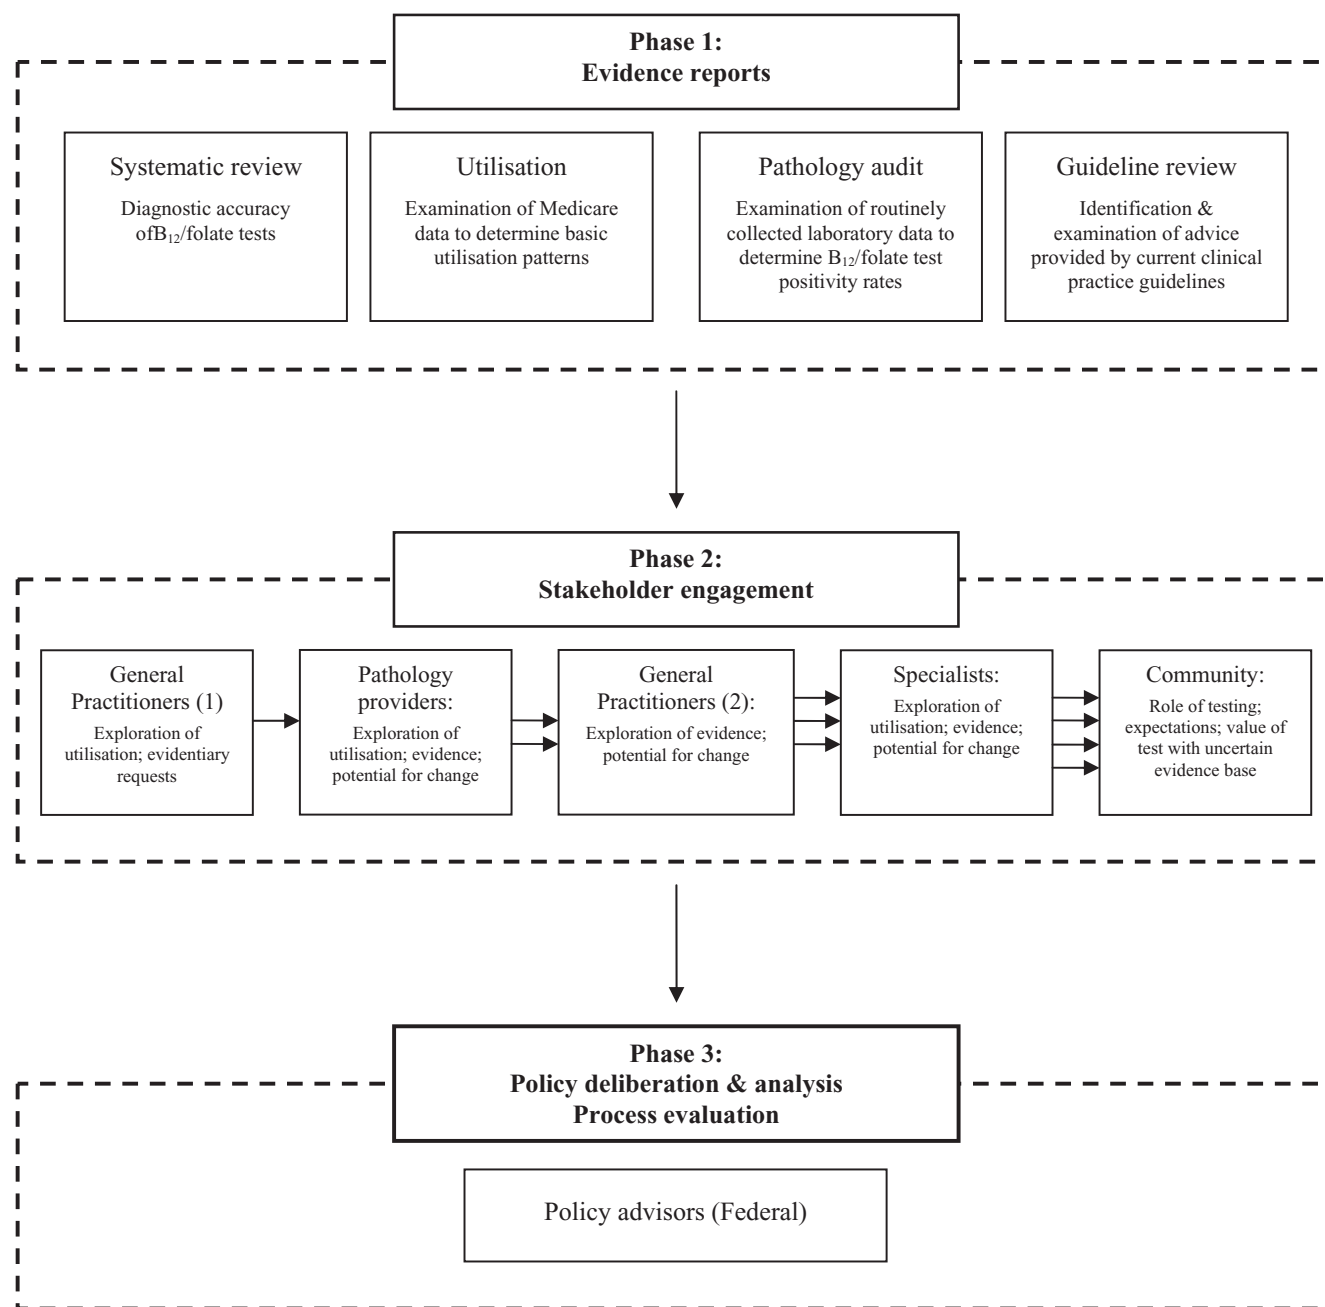 Phase 1:
Evidence reports
Systematic review
Diagnostic accuracy
ofB₁₂/folate tests
Utilisation
Examination of Medicare
data to determine basic
utilisation patterns
Pathology audit
Examination of routinely
collected laboratory data to
determine B₁₂/folate test
positivity rates
Guideline review
Identification &
examination of advice
provided by current clinical
practice guidelines
Phase 2:
Stakeholder engagement
General
Practitioners (1)
Exploration of
utilisation; evidentiary
requests
Pathology
providers:
Exploration of
utilisation; evidence;
potential for change
General
Practitioners (2):
Exploration of evidence;
potential for change
Specialists:
Exploration of
utilisation; evidence;
potential for change
Community:
Role of testing;
expectations; value of
test with uncertain
evidence base
Phase 3:
Policy deliberation & analysis
Process evaluation
Policy advisors (Federal)